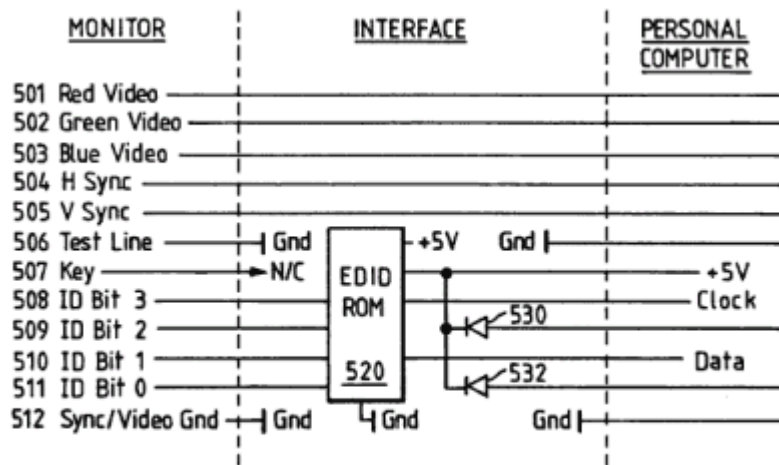 MONITOR INTERFACE PERSONAL
COMPUTER
501 Red Video
502 Green Video
503 Blue Video
504 H Sync
505 V Sync
506 Test Line Gnd +5V Gnd
507 Key N/C EDID +5V
508 ID Bit 3 ROM Clock
509 ID Bit 2 530
510 ID Bit 1 520 Data
511 ID Bit 0 532
512 Sync/Video Gnd Gnd Gnd Gnd